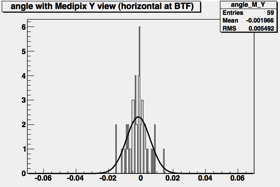 angle with Medipix Y view (horizontal at BTF)
angle_M_Y
Entries 59
Mean -0.001966
RMS 0.005492
6
5
4
3
2
1
0
-0.06 -0.04 -0.02 0 0.02 0.04 0.06